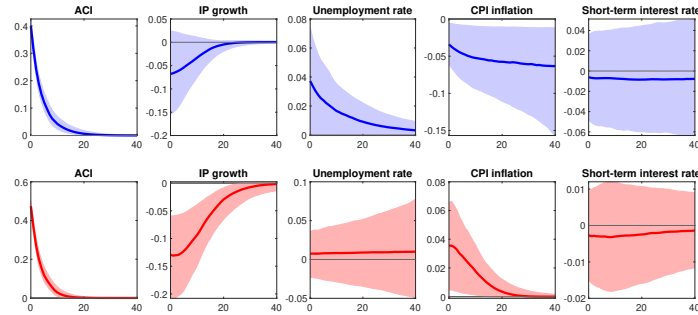 ACI IP growth Unemployment rate CPI inflation Short-term interest rate
0.4 0.3 0.2 0.1 0
0 20 40
0.05 0 -0.05 -0.1 -0.15 -0.2
0 20 40
0.08 0.06 0.04 0.02 0
0 20 40
0 -0.05 -0.1 -0.15
0 20 40
0.04 0.02 0 -0.02 -0.04 -0.06
0 20 40
ACI IP growth Unemployment rate CPI inflation Short-term interest rate
0.6 0.4 0.2 0
0 20 40
0 -0.05 -0.1 -0.15 -0.2
0 20 40
0.1 0.05 0 -0.05
0 20 40
0.08 0.06 0.04 0.02 0
0 20 40
0.01 0 -0.01 -0.02
0 20 40